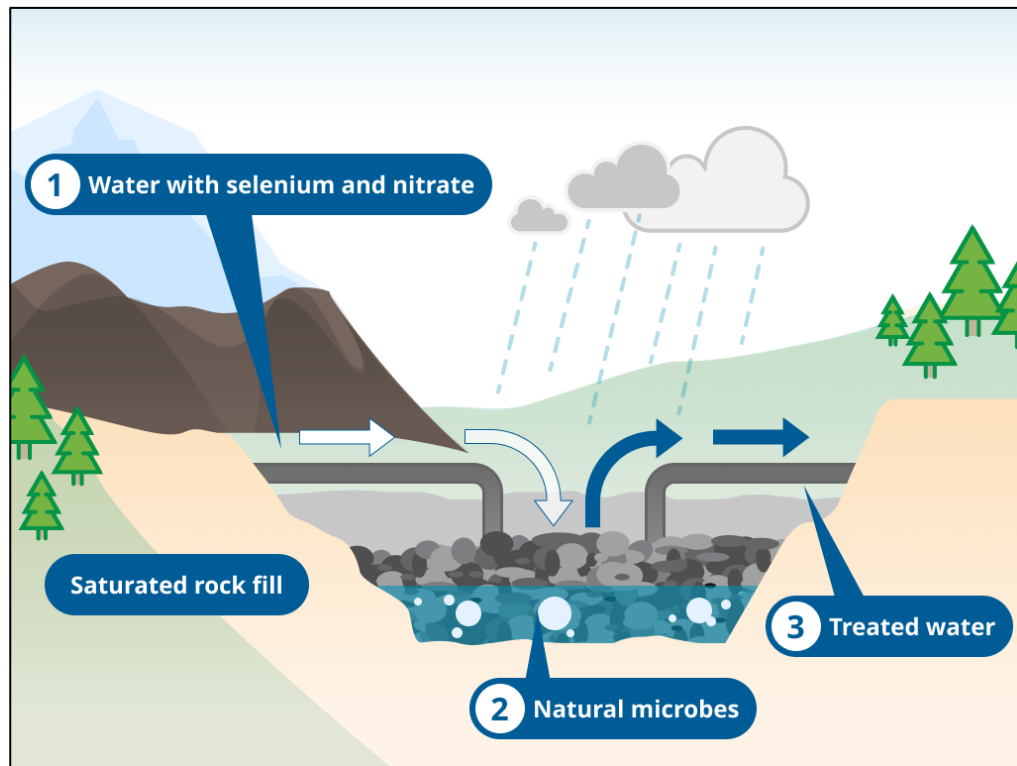 1 Water with selenium and nitrate
Saturated rock fill
3 Treated water
2 Natural microbes